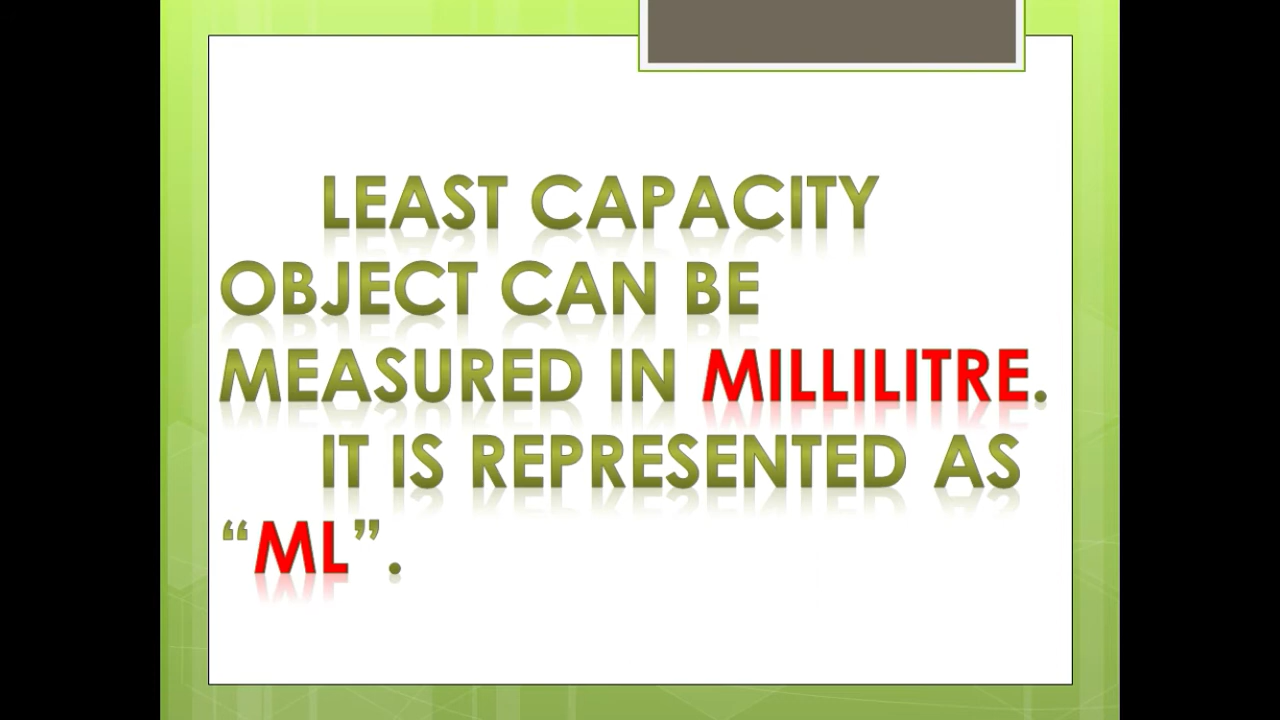 LEAST CAPACITY
OBJECT CAN BE
MEASURED IN MILLILITRE.
IT IS REPRESENTED AS
“ML”.